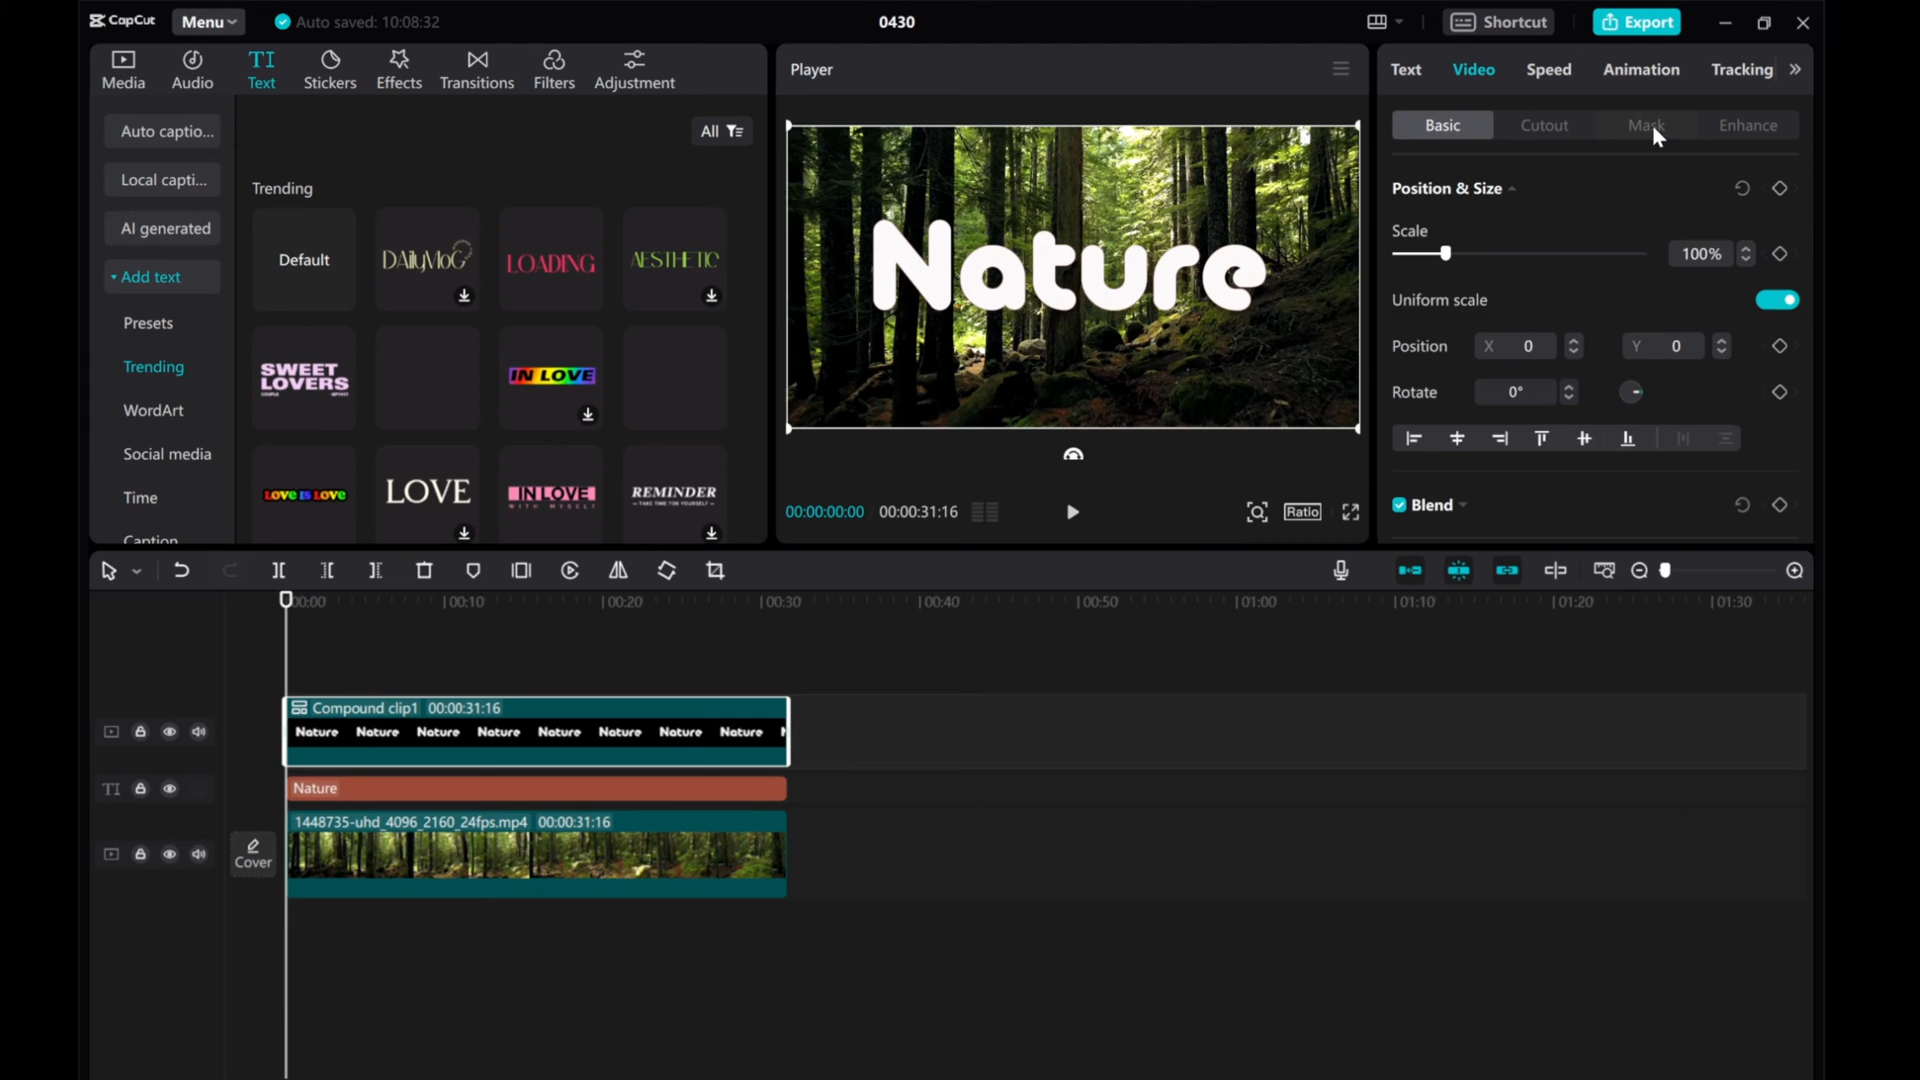 CapCut Menu Auto saved: 10:08:32 0430 Shortcut Export
Media Audio Text Stickers Effects Transitions Filters Adjustment
Player
Text Video Speed Animation Tracking
Auto captio...
Local capti...
AI generated
Add text
Presets
Trending
WordArt
Social media
Time
Caption
All
Trending
Default DAilyMoG LOADING AESTHETIC
SWEET
LOVERS
IN LOVE
LOVE IS LOVE LOVE
IN LOVE
WITH MYSELF
REMINDER
TAKE TIME FOR YOURSELF
Nature
00:00:00:00 00:00:31:16 Ratio
Basic Cutout Mask Enhance
Position & Size
Scale
100%
Uniform scale
Position X 0 Y 0
Rotate 0°
Blend
00:00 00:10 00:20 00:30 00:40 00:50 01:00 01:10 01:20 01:30
Compound clip1 00:00:31:16
Nature Nature Nature Nature Nature Nature Nature Nature
TI Nature
1448735-uhd_4096_2160_24fps.mp4 00:00:31:16
Cover